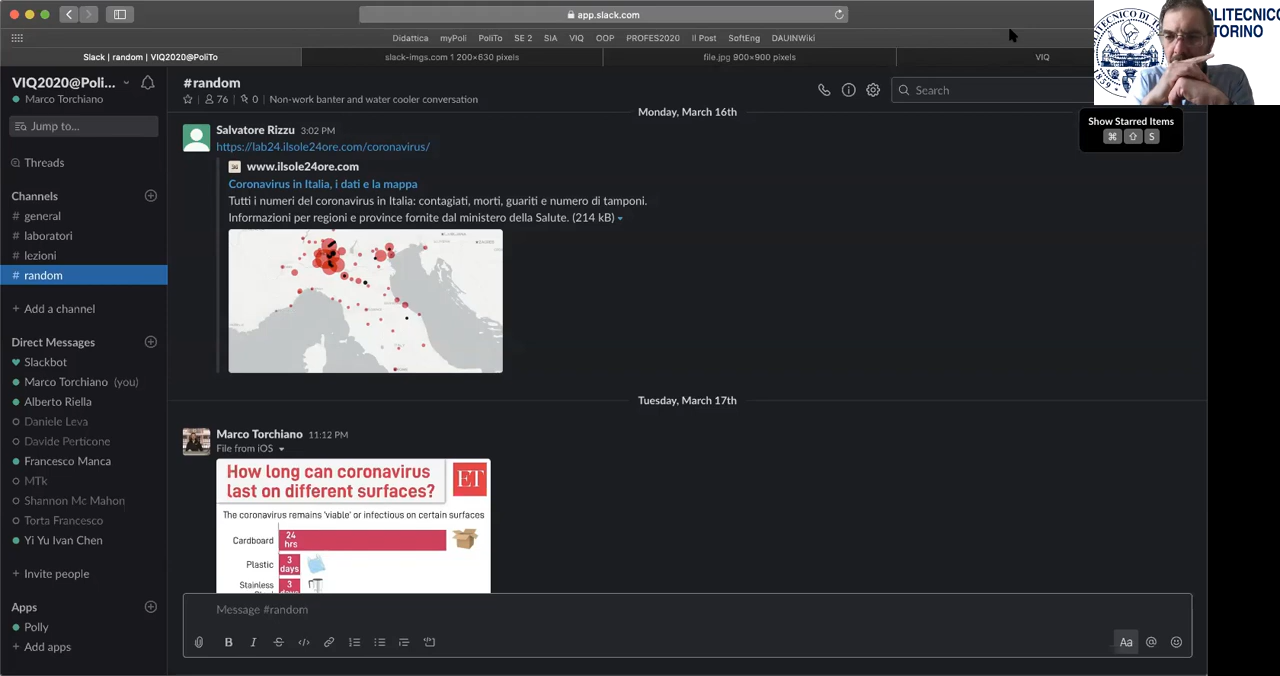 app.slack.com
Didattica myPoli PoliTo SE 2 SIA VIQ OOP PROFES2020 Il Post SoftEng DAUINWiki
Slack | random | VIQ2020@PoliTo
slack-imgs.com 1 200×630 pixels
file.jpg 900×900 pixels
VIQ
POLITECNICO DI
1859
POLITECNICO
TORINO
VIQ2020@Poli...
Marco Torchiano
Jump to...
Threads
Channels
# general
# laboratori
# lezioni
# random
+ Add a channel
Direct Messages
Slackbot
Marco Torchiano (you)
Alberto Riella
Daniele Leva
Davide Perticone
Francesco Manca
MTk
Shannon Mc Mahon
Torta Francesco
Yi Yu Ivan Chen
+ Invite people
Apps
Polly
+ Add apps
#random
76 0 Non-work banter and water cooler conversation
Search
Show Starred Items
⌘ ⇧ S
Monday, March 16th
Salvatore Rizzu 3:02 PM
https://lab24.ilsole24ore.com/coronavirus/
www.ilsole24ore.com
Coronavirus in Italia, i dati e la mappa
Tutti i numeri del coronavirus in Italia: contagiati, morti, guariti e numero di tamponi.
Informazioni per regioni e province fornite dal ministero della Salute. (214 kB)
Tuesday, March 17th
Marco Torchiano 11:12 PM
File from iOS
How long can coronavirus
last on different surfaces?
ET
The coronavirus remains 'viable' or infectious on certain surfaces
Cardboard 24 hrs
Plastic 3 days
Stainless 3
Message #random
B I S </> Aa @